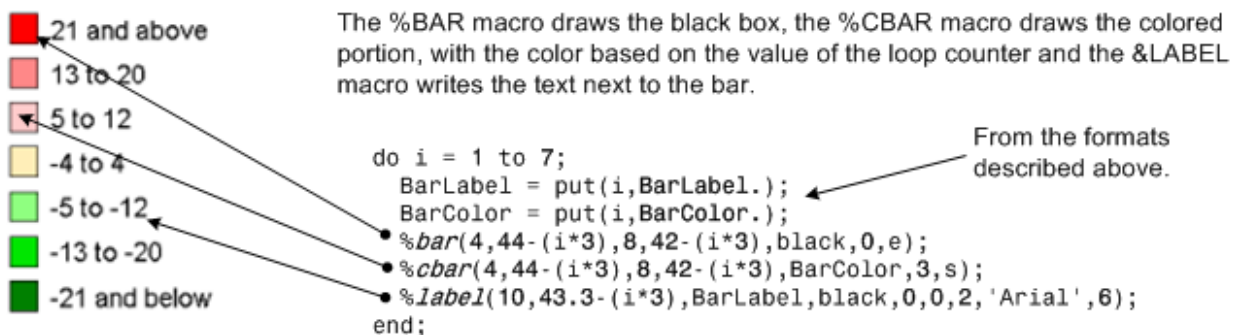 21 and above
13 to 20
5 to 12
-4 to 4
-5 to -12
-13 to -20
-21 and below
The %BAR macro draws the black box, the %CBAR macro draws the colored
portion, with the color based on the value of the loop counter and the &LABEL
macro writes the text next to the bar.
From the formats
described above.
do i = 1 to 7;
BarLabel = put(i,BarLabel.);
BarColor = put(i,BarColor.);
%bar(4,44-(i*3),8,42-(i*3),black,0,e);
%cbar(4,44-(i*3),8,42-(i*3),BarColor,3,s);
%label(10,43.3-(i*3),BarLabel,black,0,0,2,'Arial',6);
end;